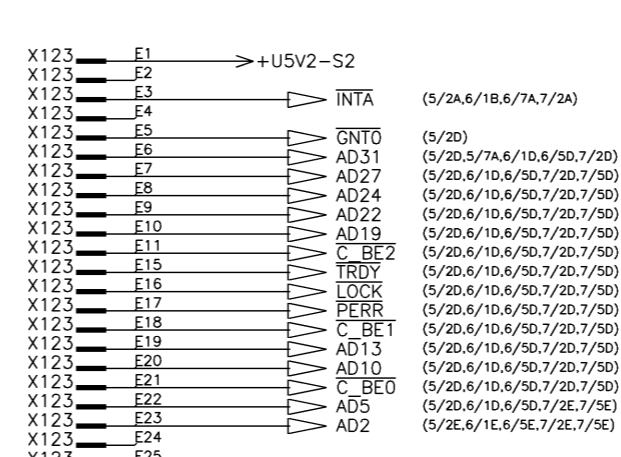 X123 E1 +U5V2-S2
X123 E2
X123 E3 INTA (5/2A,6/1B,6/7A,7/2A)
X123 E4
X123 E5 GNT0 (5/2D)
X123 E6 AD31 (5/2D,5/7A,6/1D,6/5D,7/2D)
X123 E7 AD27 (5/2D,6/1D,6/5D,7/2D,7/5D)
X123 E8 AD24 (5/2D,6/1D,6/5D,7/2D,7/5D)
X123 E9 AD22 (5/2D,6/1D,6/5D,7/2D,7/5D)
X123 E10 AD19 (5/2D,6/1D,6/5D,7/2D,7/5D)
X123 E11 C_BE2 (5/2D,6/1D,6/5D,7/2D,7/5D)
X123 E15 TRDY (5/2D,6/1D,6/5D,7/2D,7/5D)
X123 E16 LOCK (5/2D,6/1D,6/5D,7/2D,7/5D)
X123 E17 PERR (5/2D,6/1D,6/5D,7/2D,7/5D)
X123 E18 C_BE1 (5/2D,6/1D,6/5D,7/2D,7/5D)
X123 E19 AD13 (5/2D,6/1D,6/5D,7/2D,7/5D)
X123 E20 AD10 (5/2D,6/1D,6/5D,7/2D,7/5D)
X123 E21 C_BE0 (5/2D,6/1D,6/5D,7/2D,7/5D)
X123 E22 AD5 (5/2D,6/1D,6/5D,7/2E,7/5E)
X123 E23 AD2 (5/2E,6/1E,6/5E,7/2E,7/5E)
X123 E24
X123 E25